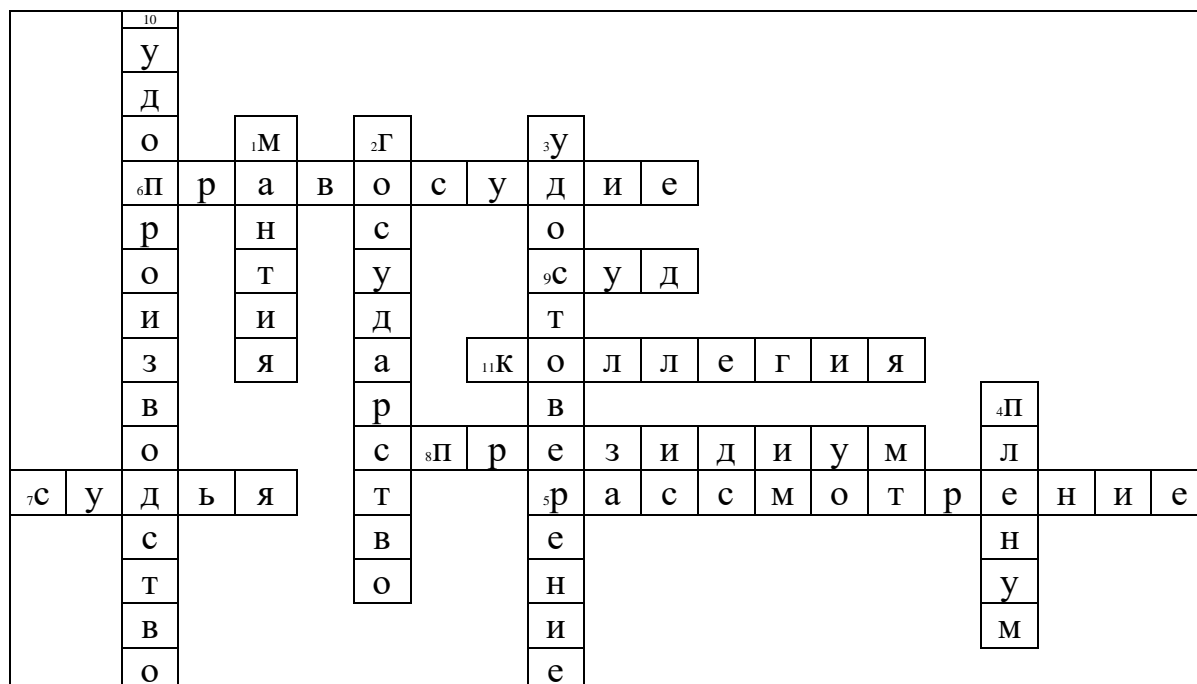 10
у
д
о 1м 2г 3у
6п р а в о с у д и е
р н с о
о т у 9с у д
и и д т
з я а 11к о л л е г и я
в р в 4п
о с 8п р е з и д и у м л
7с у д ь я т 5р а с с м о т р е н и е
с в е н
т о н у
в и м
о е